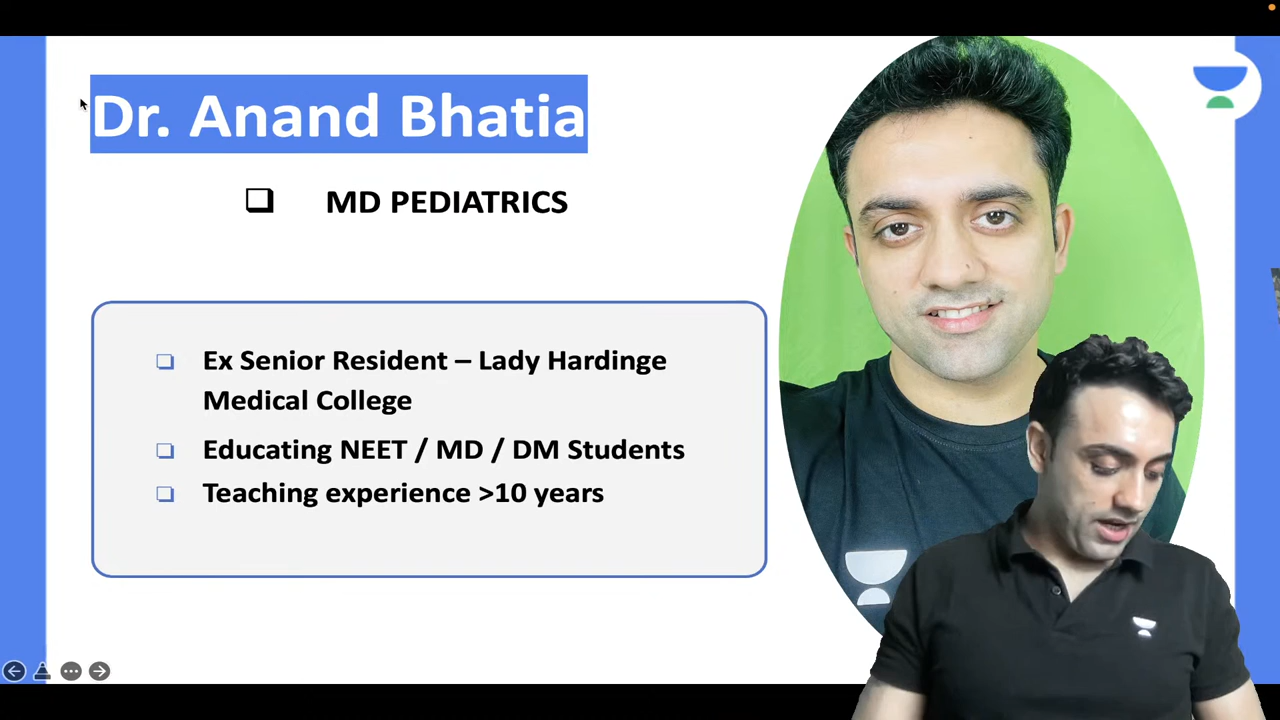 Dr. Anand Bhatia
MD PEDIATRICS
Ex Senior Resident – Lady Hardinge
Medical College
Educating NEET / MD / DM Students
Teaching experience >10 years